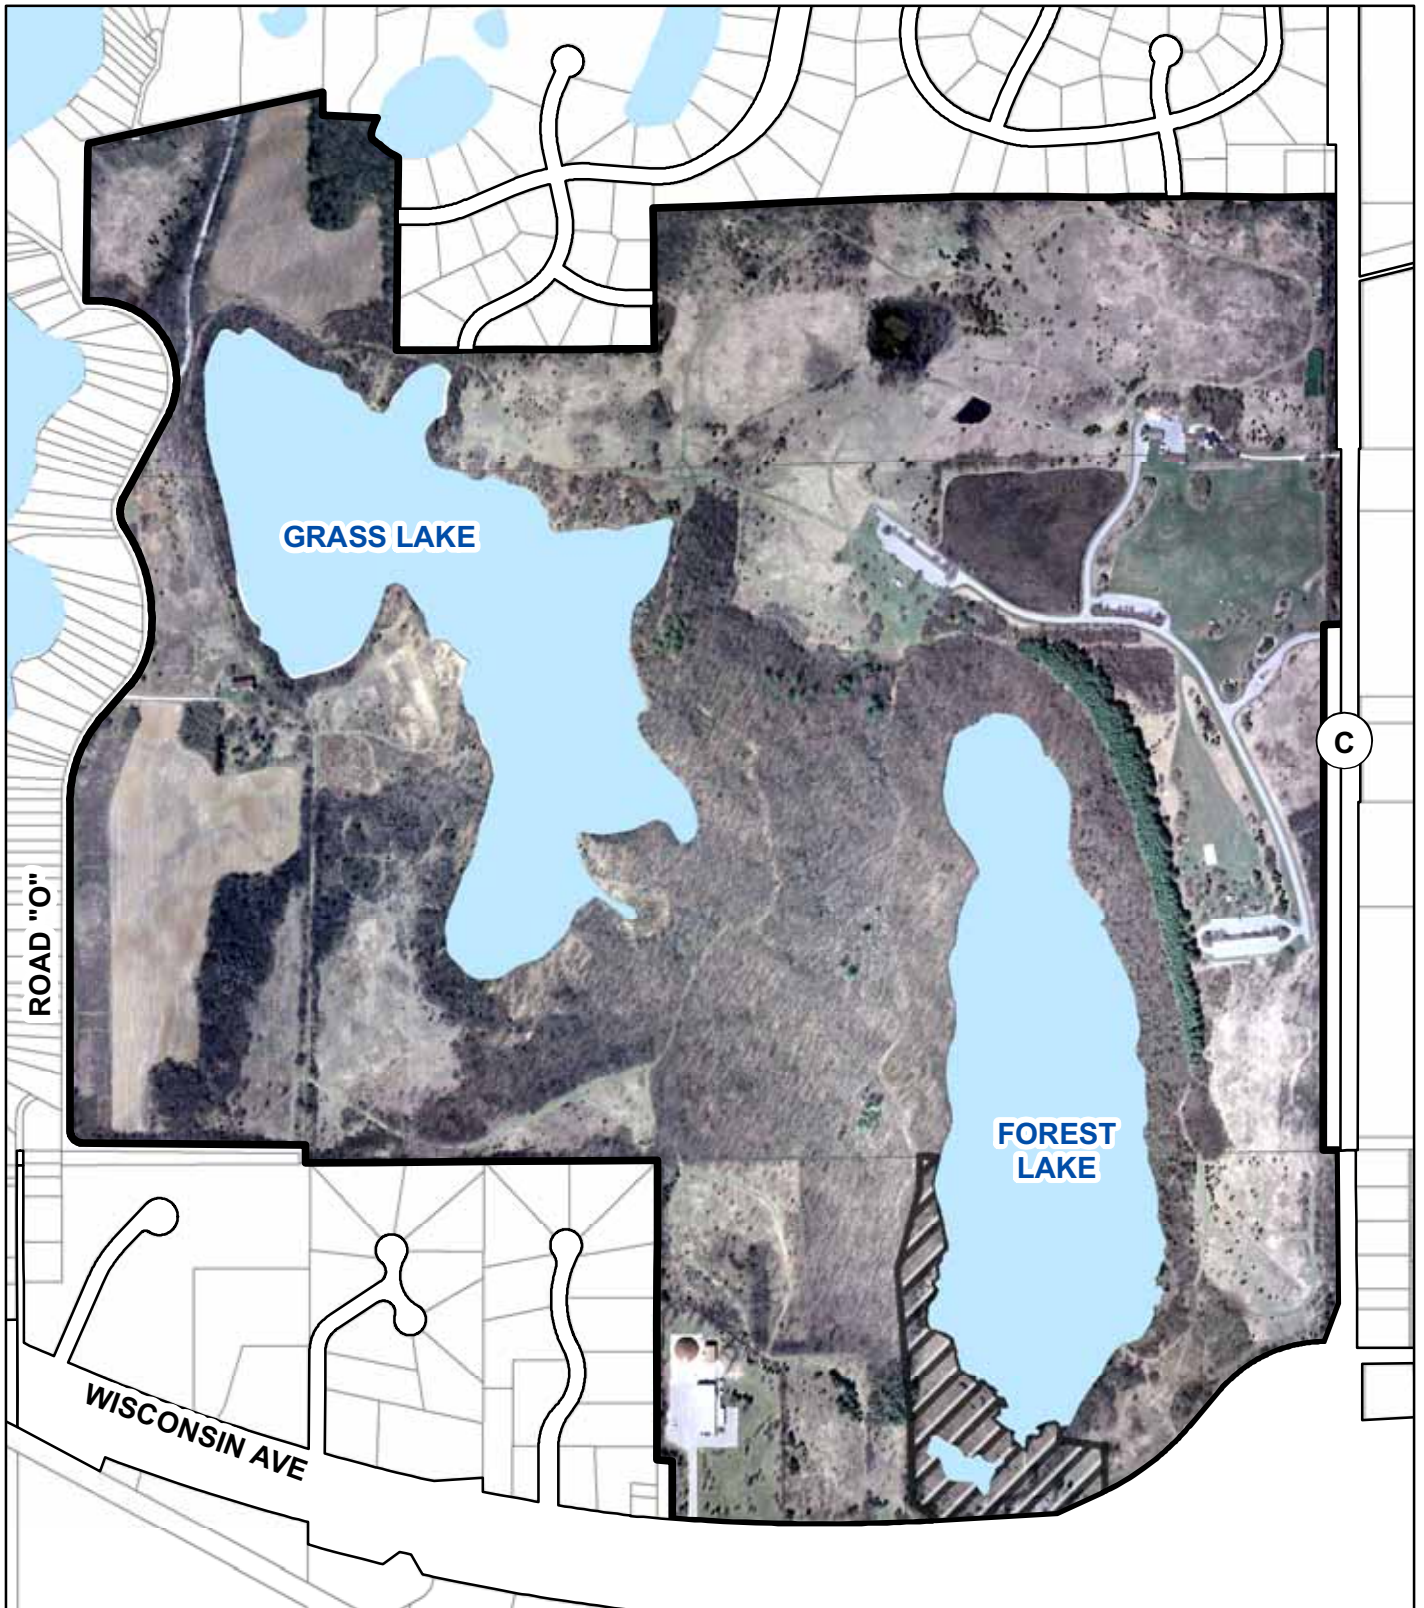 GRASS LAKE
C
ROAD "O"
FOREST
LAKE
WISCONSIN AVE